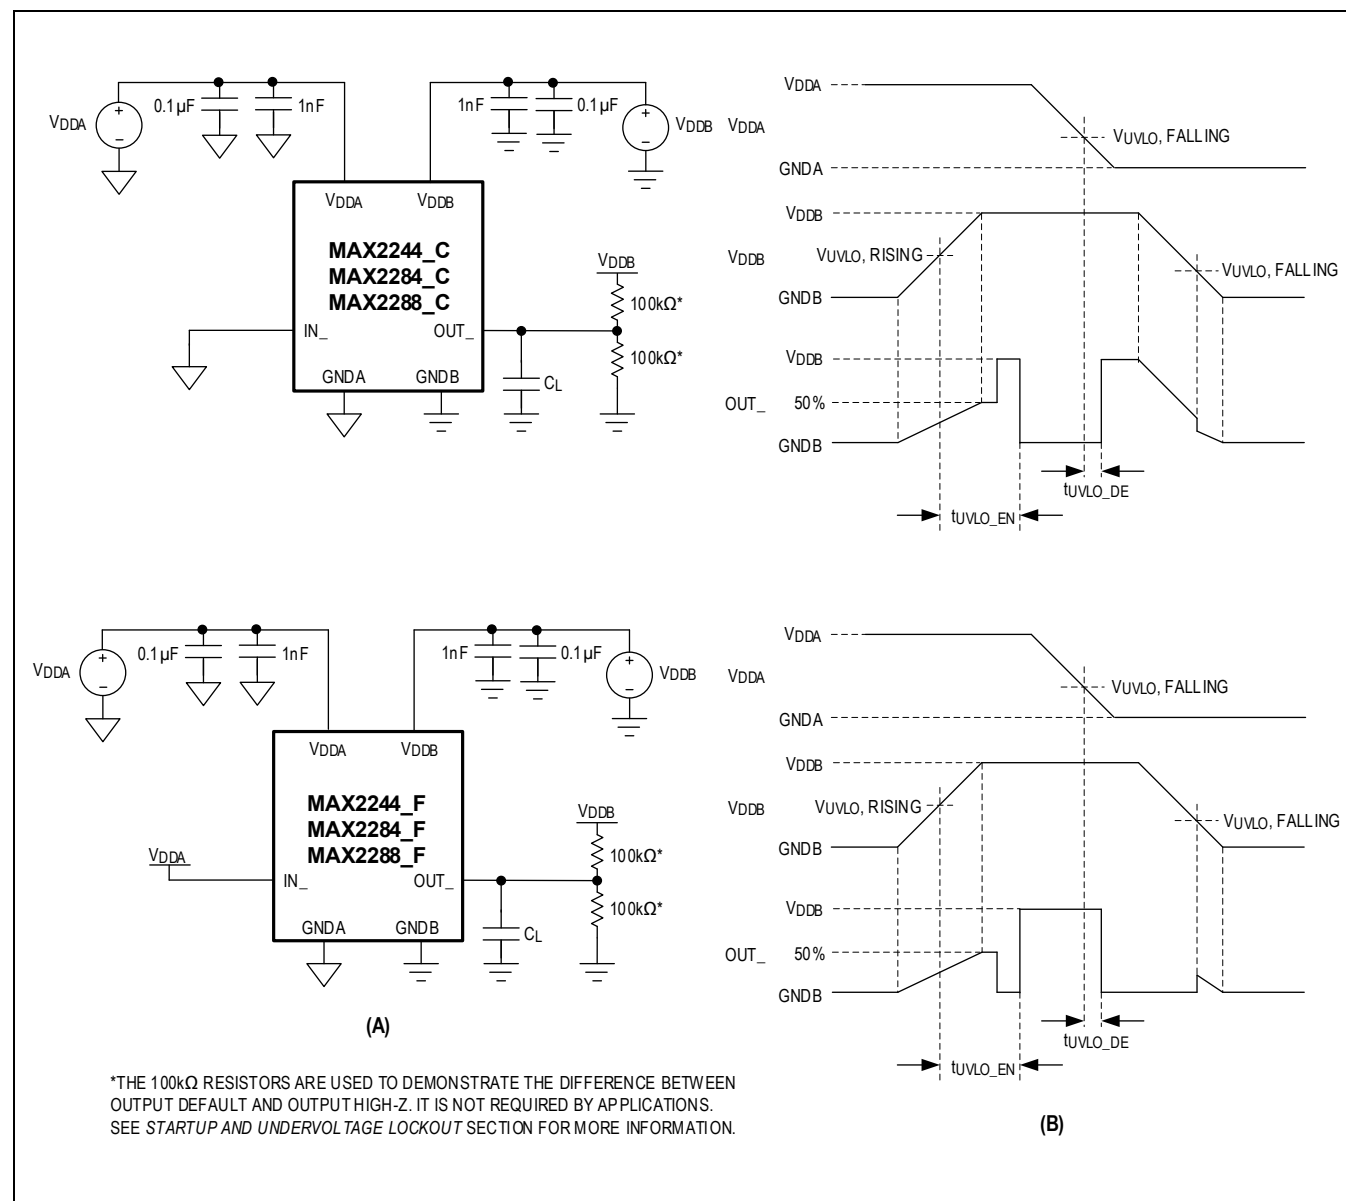 VDDA
0.1µF
1nF
1nF
0.1µF
VDDB
VDDA
VDDB
MAX2244_C
MAX2284_C
MAX2288_C
IN_
OUT_
GNDA
GNDB
VDDB
100kΩ*
100kΩ*
CL
VDDA
VDDA
VUVLO, FALLING
GNDA
VDDB
VDDB
VUVLO, RISING
VUVLO, FALLING
GNDB
VDDB
OUT_
50%
GNDB
tUVLO_DE
tUVLO_EN
VDDA
0.1µF
1nF
1nF
0.1µF
VDDB
VDDA
VDDB
MAX2244_F
MAX2284_F
MAX2288_F
VDDA
IN_
OUT_
GNDA
GNDB
VDDB
100kΩ*
100kΩ*
CL
(A)
VDDA
VDDA
VUVLO, FALLING
GNDA
VDDB
VDDB
VUVLO, RISING
VUVLO, FALLING
GNDB
VDDB
OUT_
50%
GNDB
tUVLO_DE
tUVLO_EN
(B)
*THE 100kΩ RESISTORS ARE USED TO DEMONSTRATE THE DIFFERENCE BETWEEN
OUTPUT DEFAULT AND OUTPUT HIGH-Z. IT IS NOT REQUIRED BY APPLICATIONS.
SEE STARTUP AND UNDERVOLTAGE LOCKOUT SECTION FOR MORE INFORMATION.